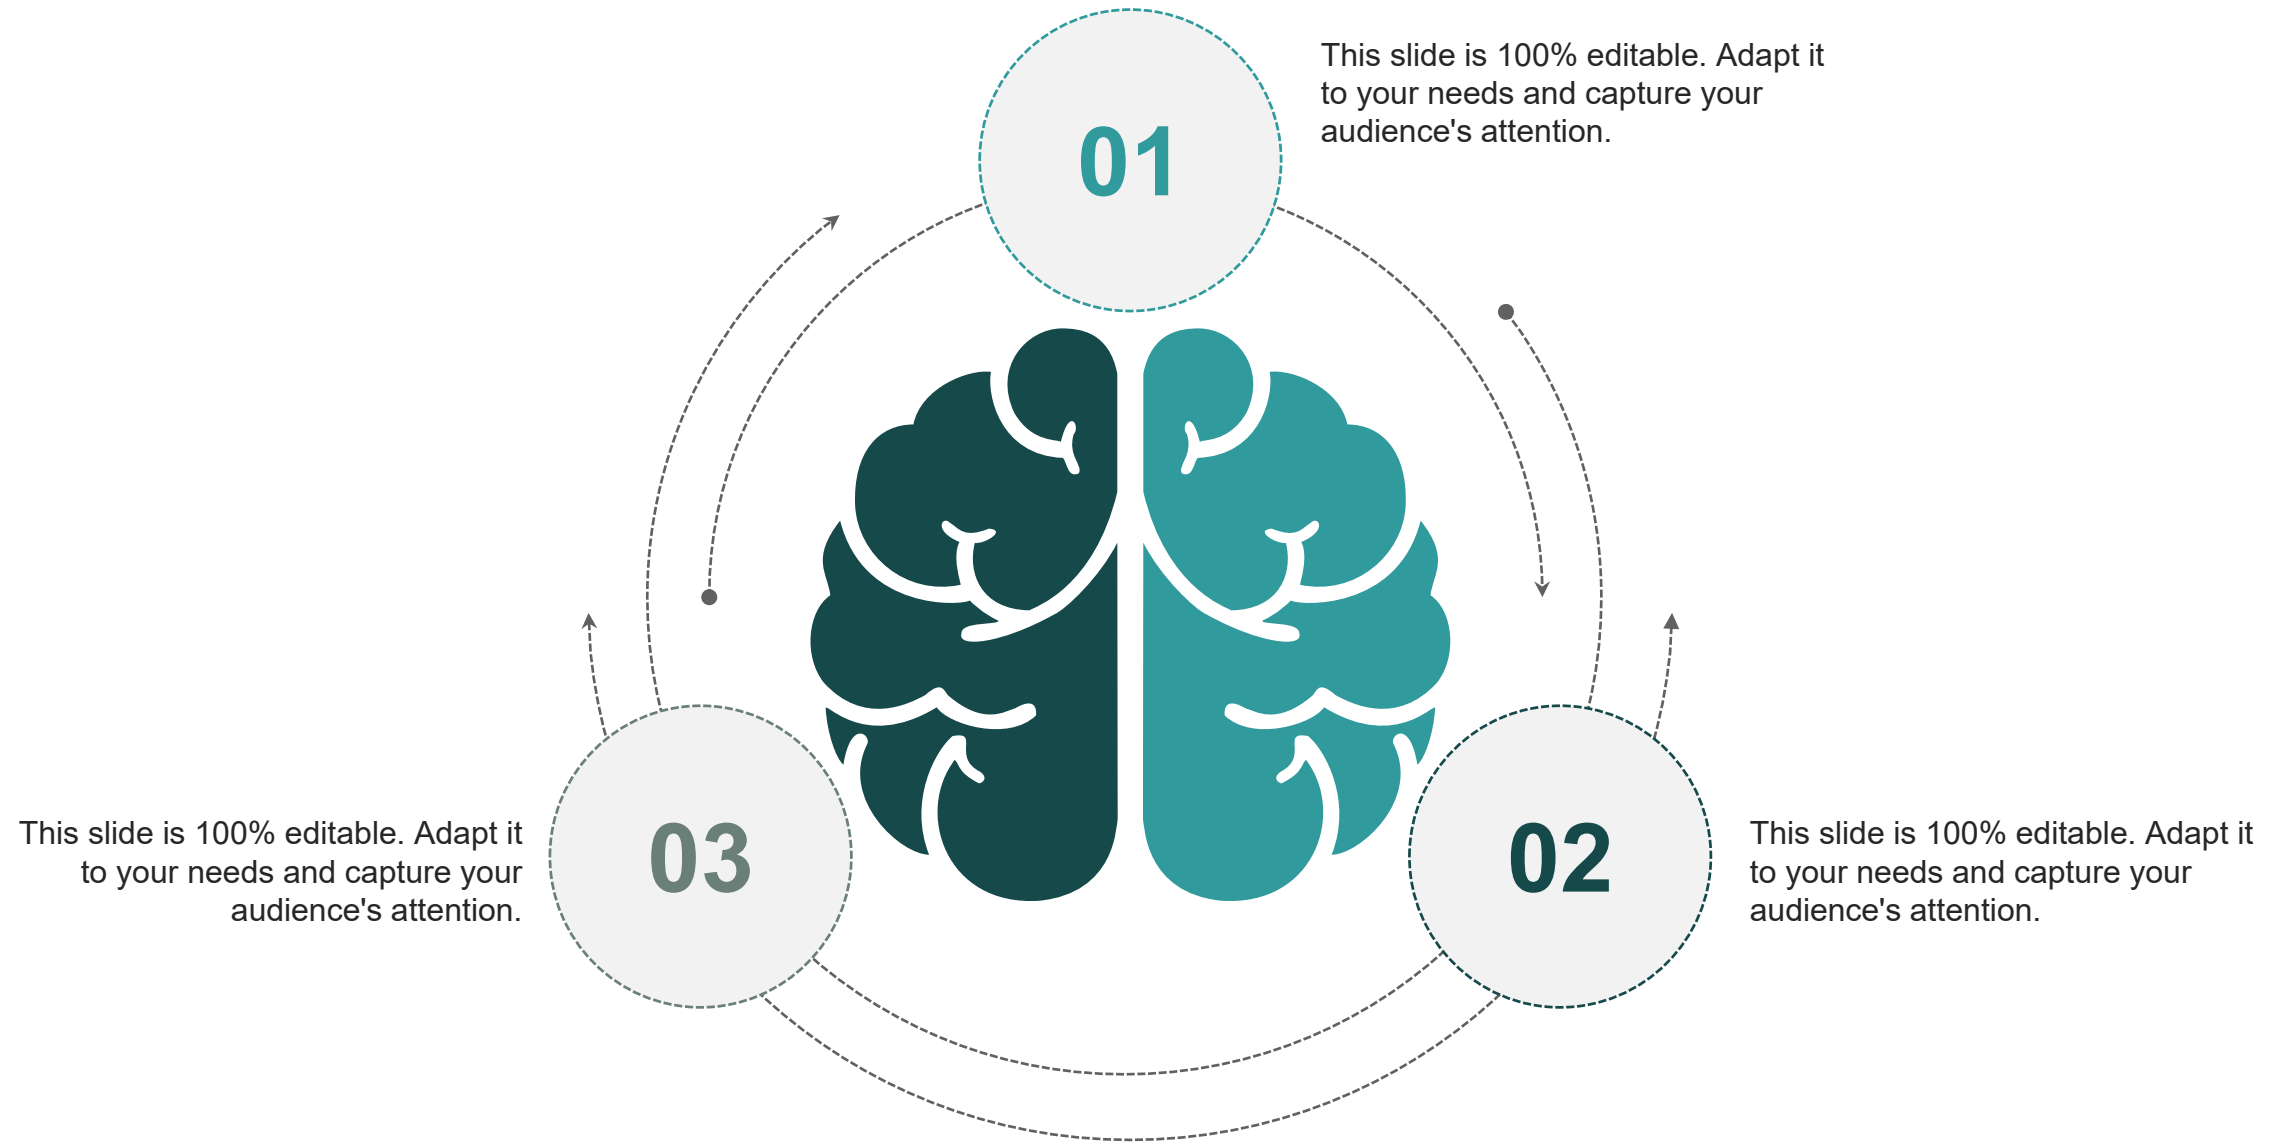 01
This slide is 100% editable. Adapt it
to your needs and capture your
audience's attention.
02
This slide is 100% editable. Adapt it
to your needs and capture your
audience's attention.
03
This slide is 100% editable. Adapt it
to your needs and capture your
audience's attention.